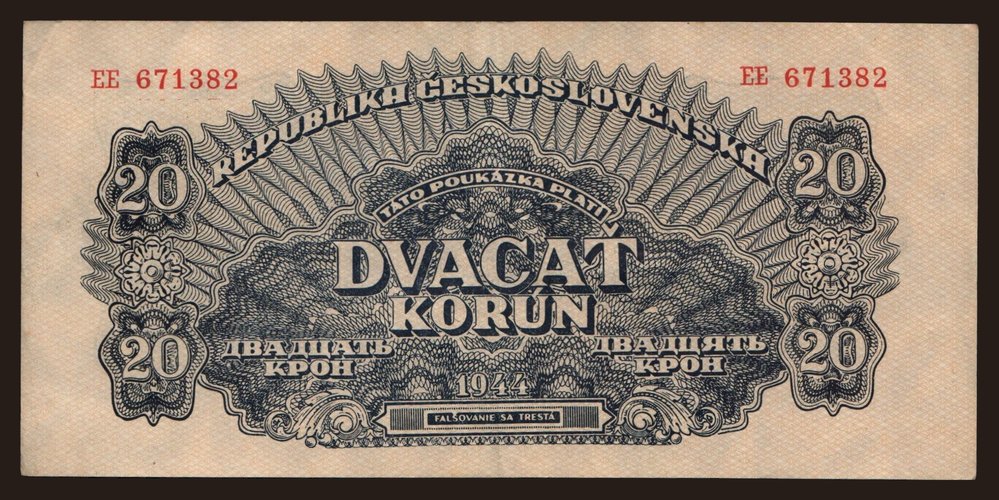 EE 671382
EE 671382
REPUBLIKA ČESKOSLOVENSKÁ
20
20
TÁTO POUKÁZKA PLATÍ
DVACAŤ
KORÚN
20
20
ДВАДЦАТЬ
КРОН
ДВАДЦЯТЬ
КРОН
1944
FALŠOVANIE SA TRESTÁ